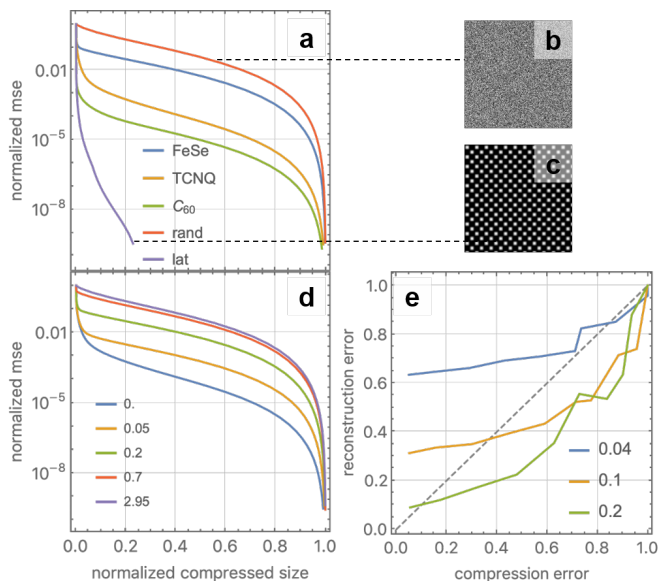 a
normalized mse
0.01
10⁻⁵
10⁻⁸
FeSe
TCNQ
C₆₀
rand
lat
b
c
d
normalized mse
0.01
10⁻⁵
10⁻⁸
0.
0.05
0.2
0.7
2.95
0.0 0.2 0.4 0.6 0.8 1.0
normalized compressed size
e
reconstruction error
1.0
0.8
0.6
0.4
0.2
0.0
0.04
0.1
0.2
0.0 0.2 0.4 0.6 0.8 1.0
compression error